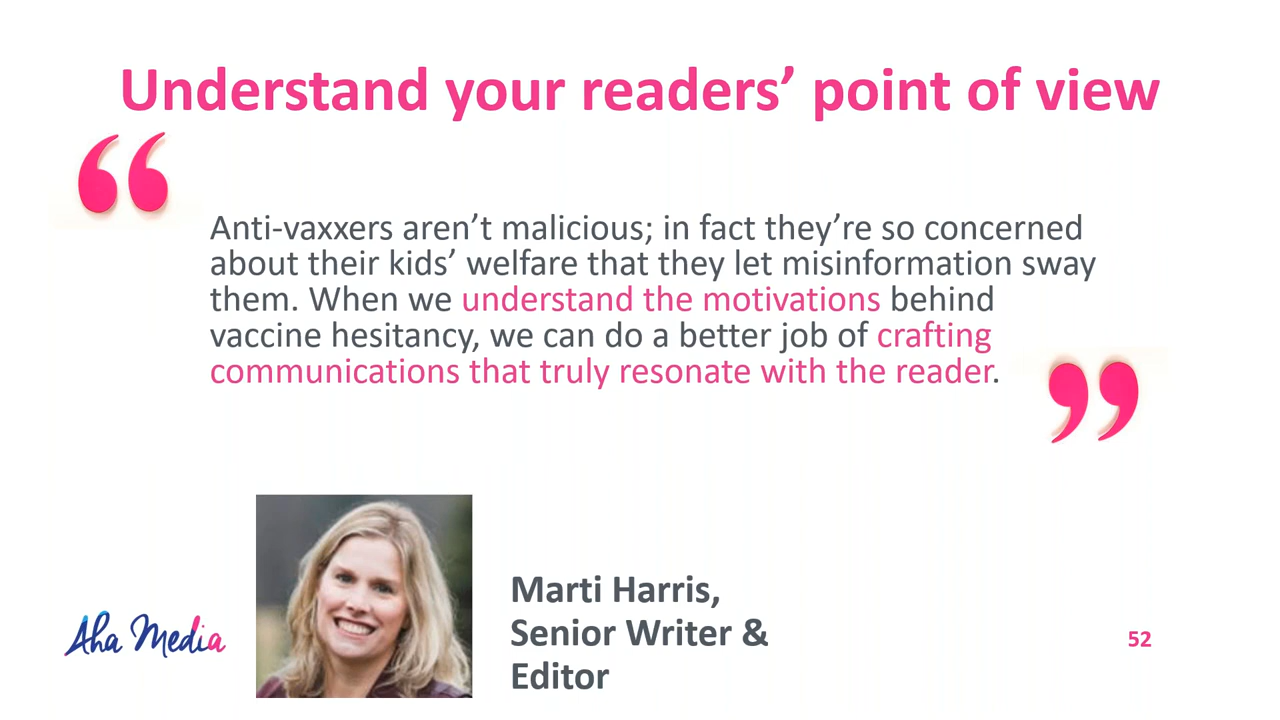 Understand your readers’ point of view
“
Anti-vaxxers aren’t malicious; in fact they’re so concerned
about their kids’ welfare that they let misinformation sway
them. When we understand the motivations behind
vaccine hesitancy, we can do a better job of crafting
communications that truly resonate with the reader.
”
Marti Harris,
Senior Writer &
Editor
Aha Media
52